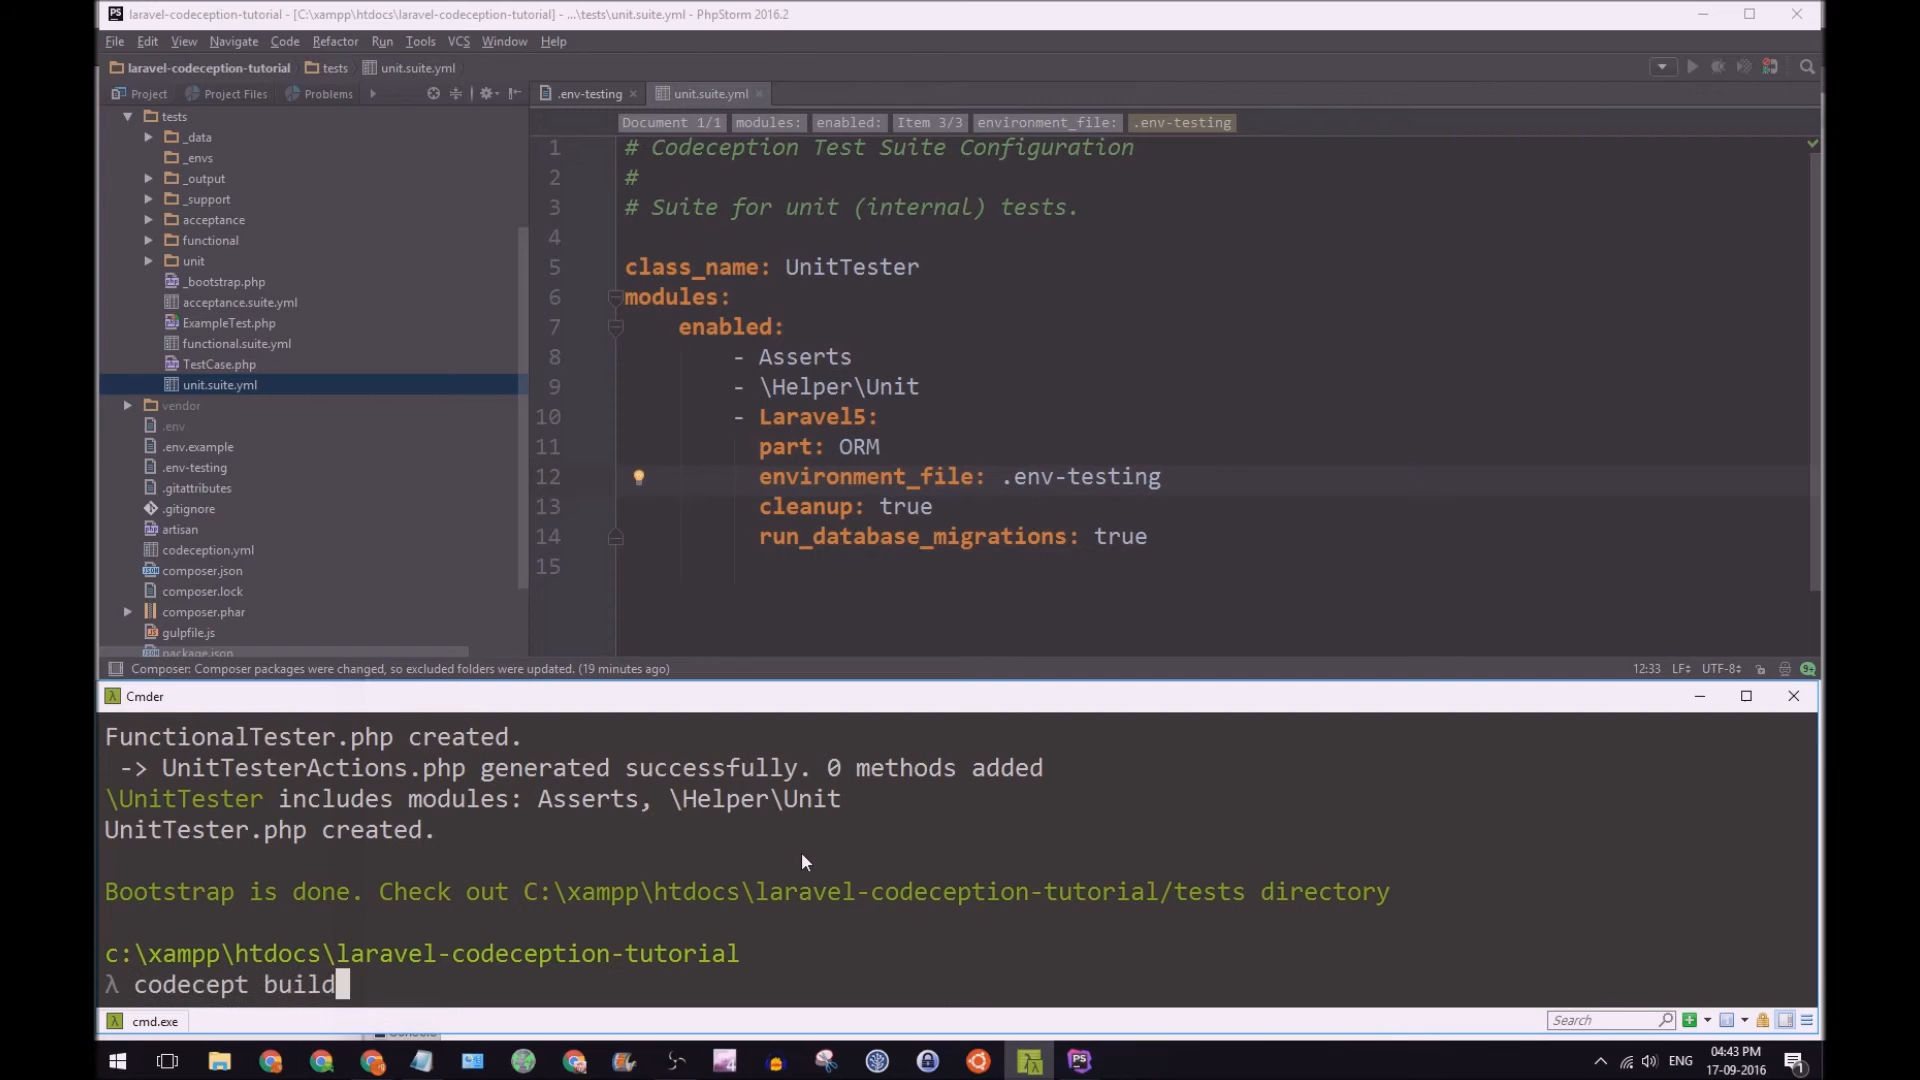 laravel-codeception-tutorial - [C:\xampp\htdocs\laravel-codeception-tutorial] - ...\tests\unit.suite.yml - PhpStorm 2016.2
File Edit View Navigate Code Refactor Run Tools VCS Window Help
laravel-codeception-tutorial tests unit.suite.yml
Project Project Files Problems .env-testing unit.suite.yml
Document 1/1 modules: enabled: Item 3/3 environment_file: .env-testing
tests
_data
_envs
_output
_support
acceptance
functional
unit
_bootstrap.php
acceptance.suite.yml
ExampleTest.php
functional.suite.yml
TestCase.php
unit.suite.yml
vendor
.env
.env.example
.env-testing
.gitattributes
.gitignore
artisan
codeception.yml
composer.json
composer.lock
composer.phar
gulpfile.js
package.json
1 # Codeception Test Suite Configuration
2 #
3 # Suite for unit (internal) tests.
4
5 class_name: UnitTester
6 modules:
7 enabled:
8 - Asserts
9 - \Helper\Unit
10 - Laravel5:
11 part: ORM
12 environment_file: .env-testing
13 cleanup: true
14 run_database_migrations: true
15
Composer: Composer packages were changed, so excluded folders were updated. (19 minutes ago) 12:33 LF UTF-8
Cmder
FunctionalTester.php created.
-> UnitTesterActions.php generated successfully. 0 methods added
\UnitTester includes modules: Asserts, \Helper\Unit
UnitTester.php created.
Bootstrap is done. Check out C:\xampp\htdocs\laravel-codeception-tutorial/tests directory
c:\xampp\htdocs\laravel-codeception-tutorial
λ codecept build
cmd.exe Search
ENG 04:43 PM
17-09-2016